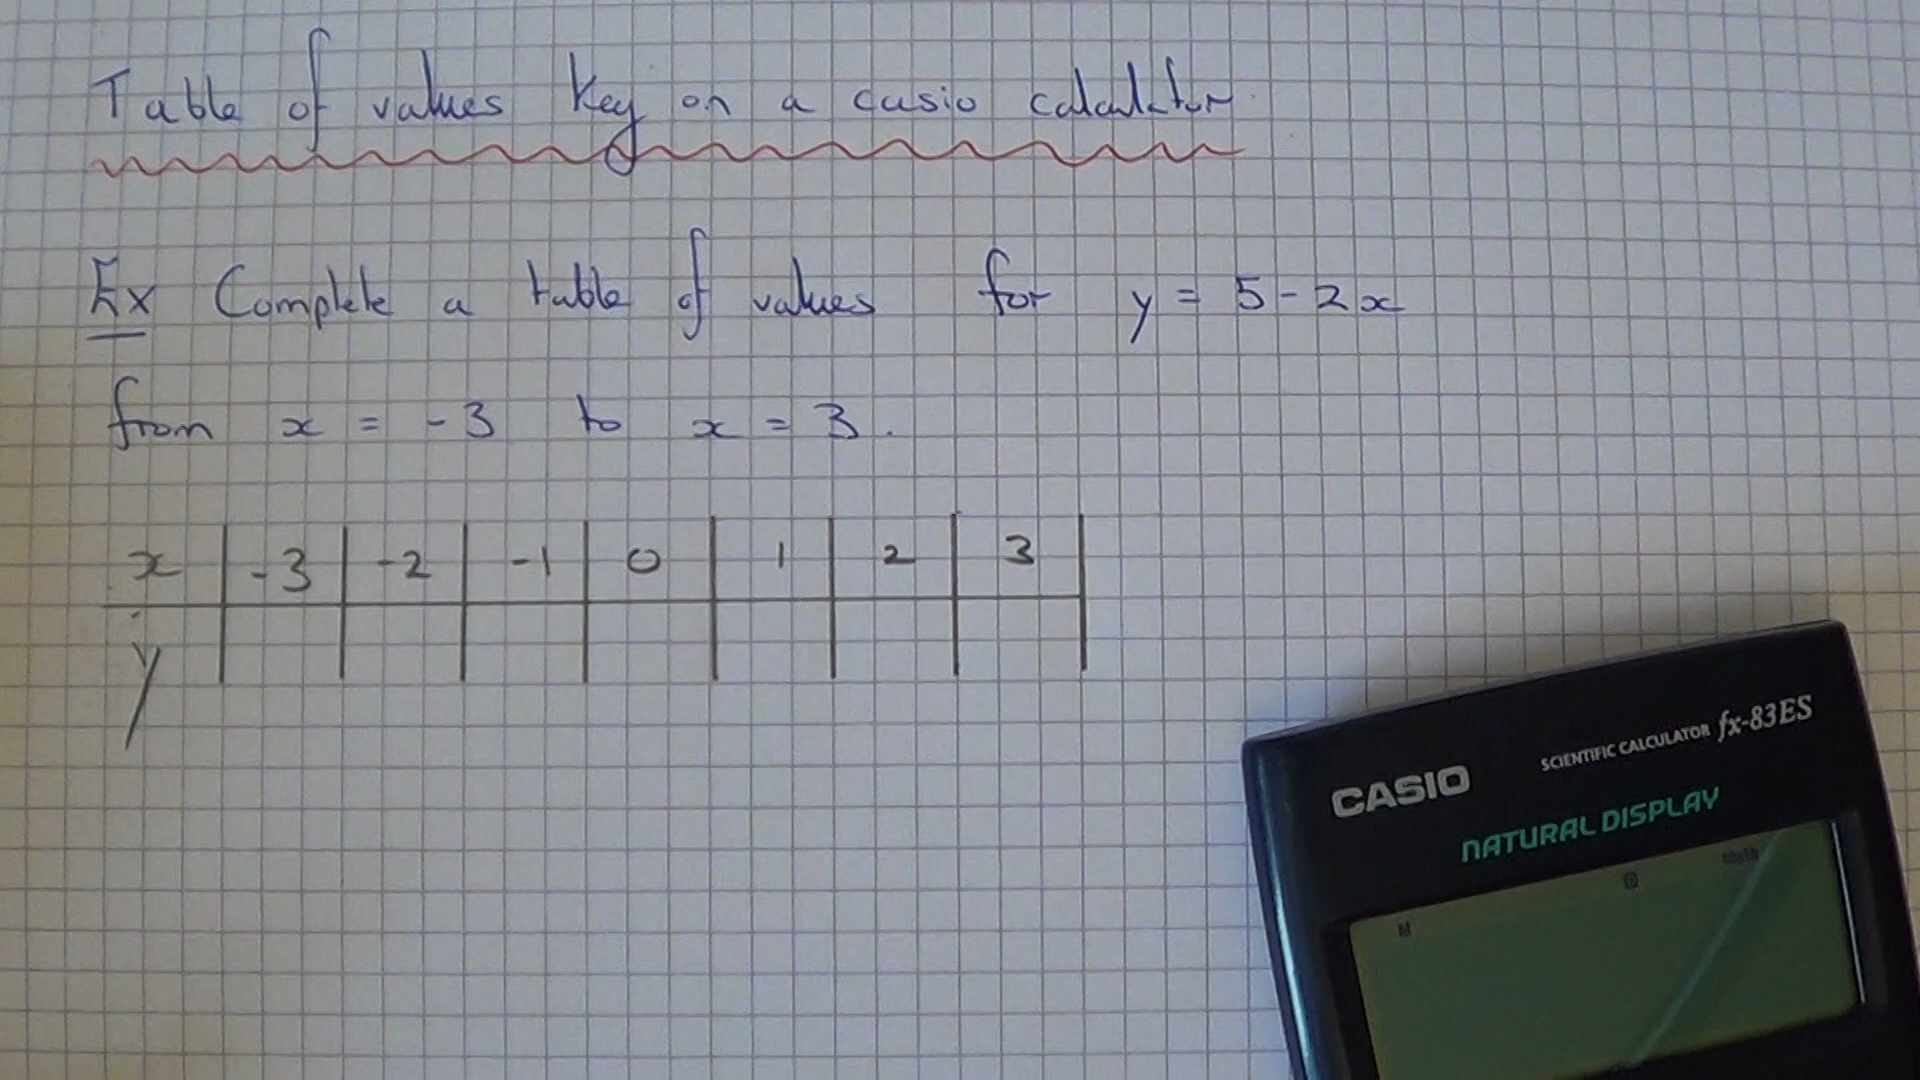 Table of values key on a casio calculator
Ex Complete a table of values for y = 5 - 2x
from x = -3 to x = 3.
x -3 -2 -1 0 1 2 3
y
CASIO SCIENTIFIC CALCULATOR fx-83ES
NATURAL DISPLAY
M D Math